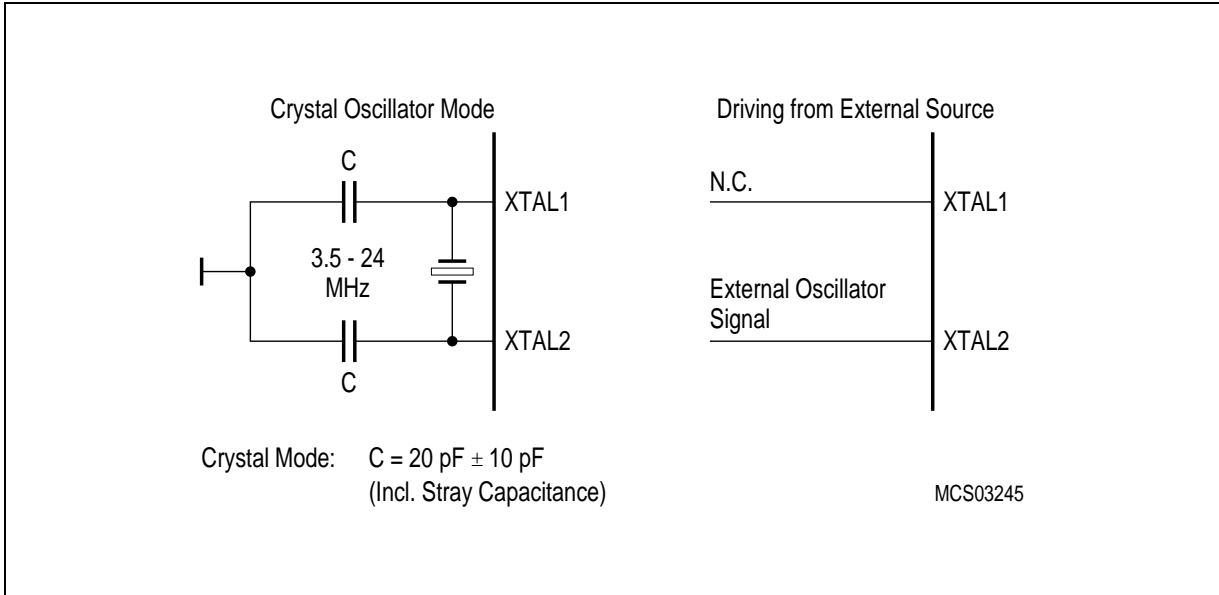 Crystal Oscillator Mode
C
XTAL1
3.5 - 24
MHz
XTAL2
C
Crystal Mode: C = 20 pF ± 10 pF
(Incl. Stray Capacitance)
Driving from External Source
N.C.
XTAL1
External Oscillator
Signal
XTAL2
MCS03245